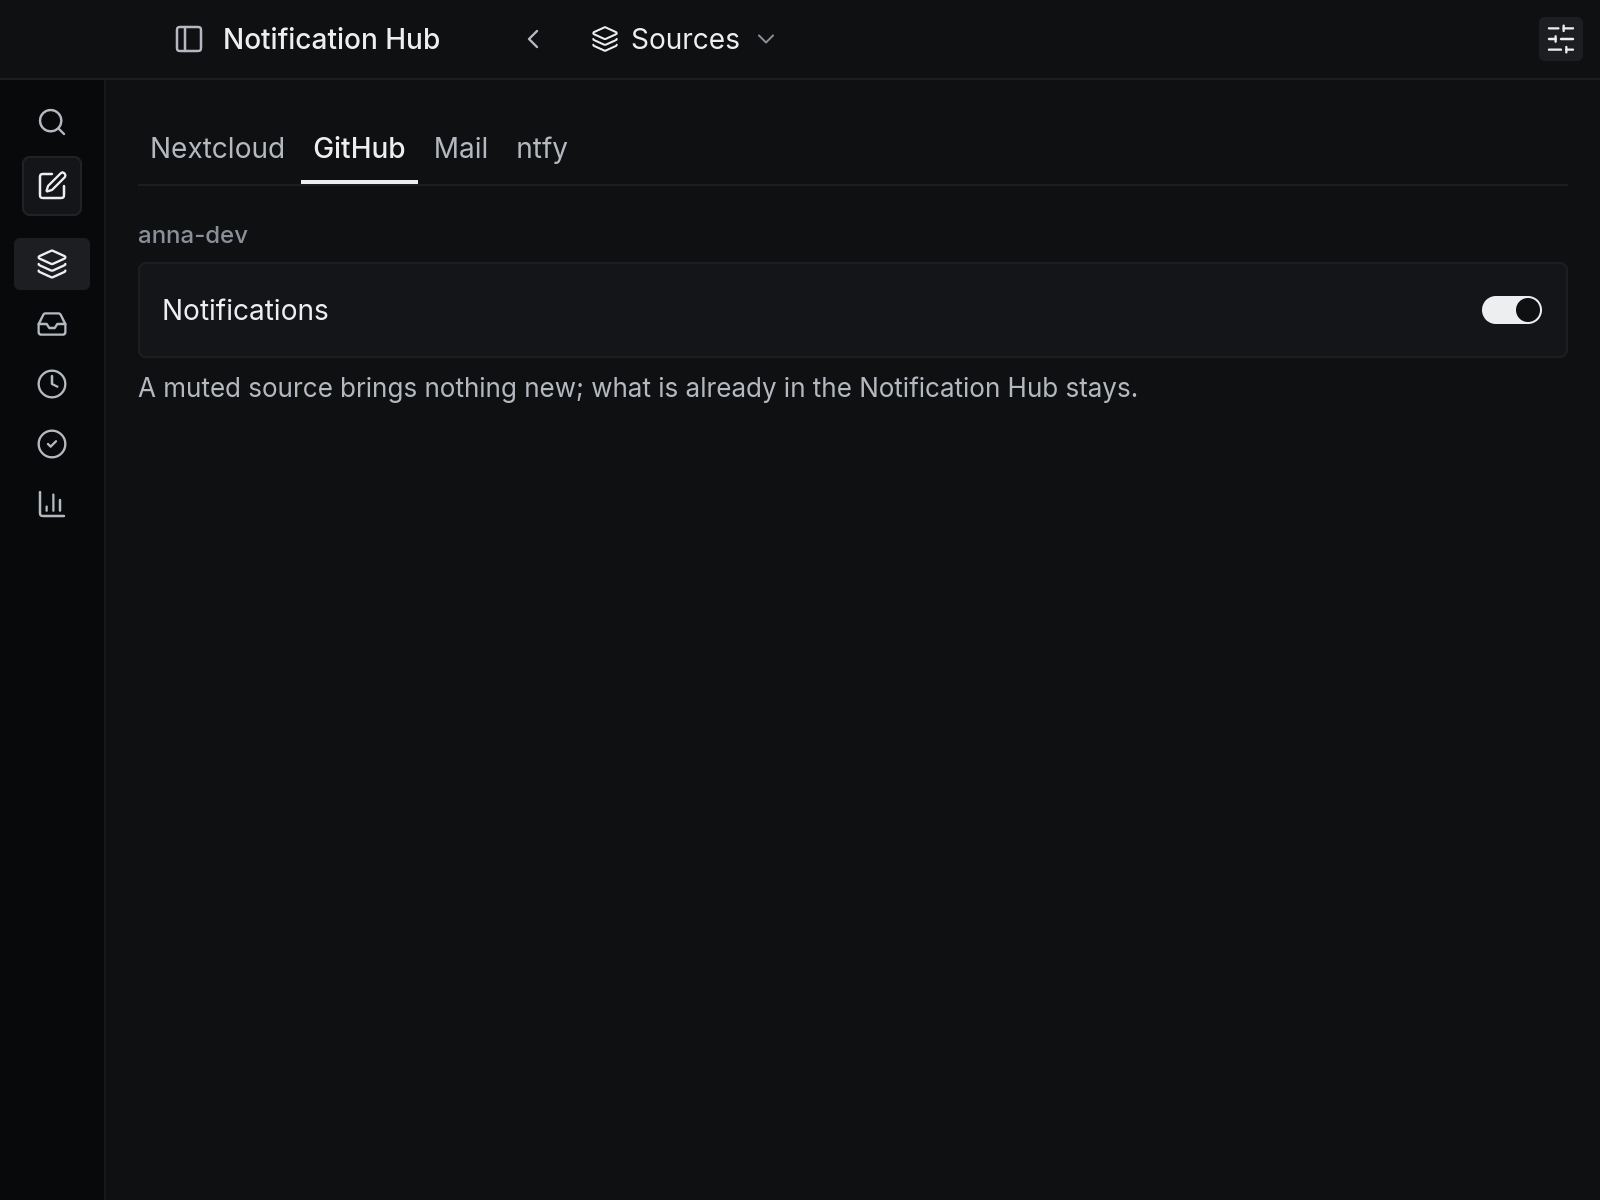 Notification Hub
Sources
Nextcloud GitHub Mail ntfy
anna-dev
Notifications
A muted source brings nothing new; what is already in the Notification Hub stays.